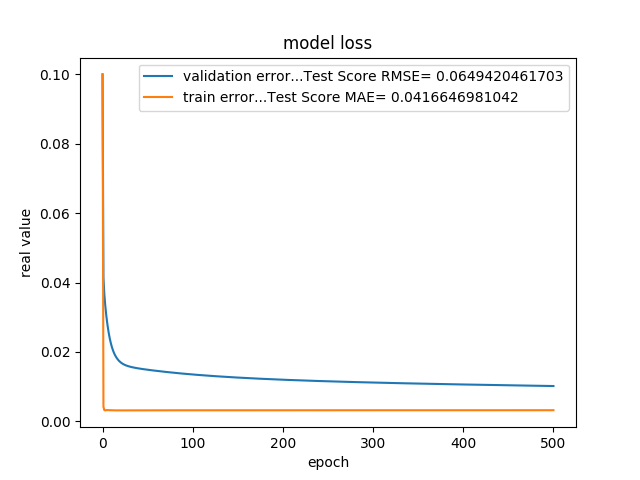 model loss
validation error...Test Score RMSE= 0.0649420461703
train error...Test Score MAE= 0.0416646981042
0.10
0.08
0.06
0.04
0.02
0.00
real value
0 100 200 300 400 500
epoch